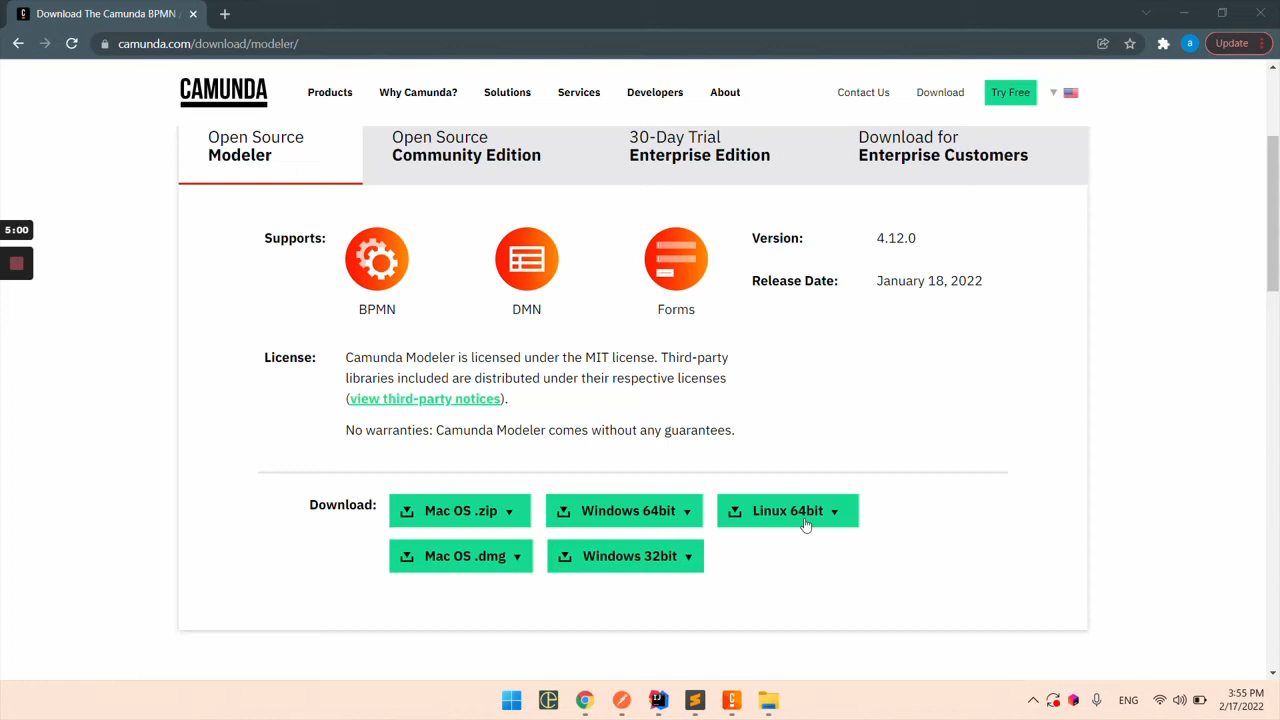 Download The Camunda BPMN
camunda.com/download/modeler/
Update
a
CAMUNDA
Products
Why Camunda?
Solutions
Services
Developers
About
Contact Us
Download
Try Free
Open Source
Modeler
Open Source
Community Edition
30-Day Trial
Enterprise Edition
Download for
Enterprise Customers
5:00
Supports:
BPMN
DMN
Forms
Version:
4.12.0
Release Date:
January 18, 2022
License:
Camunda Modeler is licensed under the MIT license. Third-party
libraries included are distributed under their respective licenses
(view third-party notices).
No warranties: Camunda Modeler comes without any guarantees.
Download:
Mac OS .zip
Windows 64bit
Linux 64bit
Mac OS .dmg
Windows 32bit
ENG
3:55 PM
2/17/2022